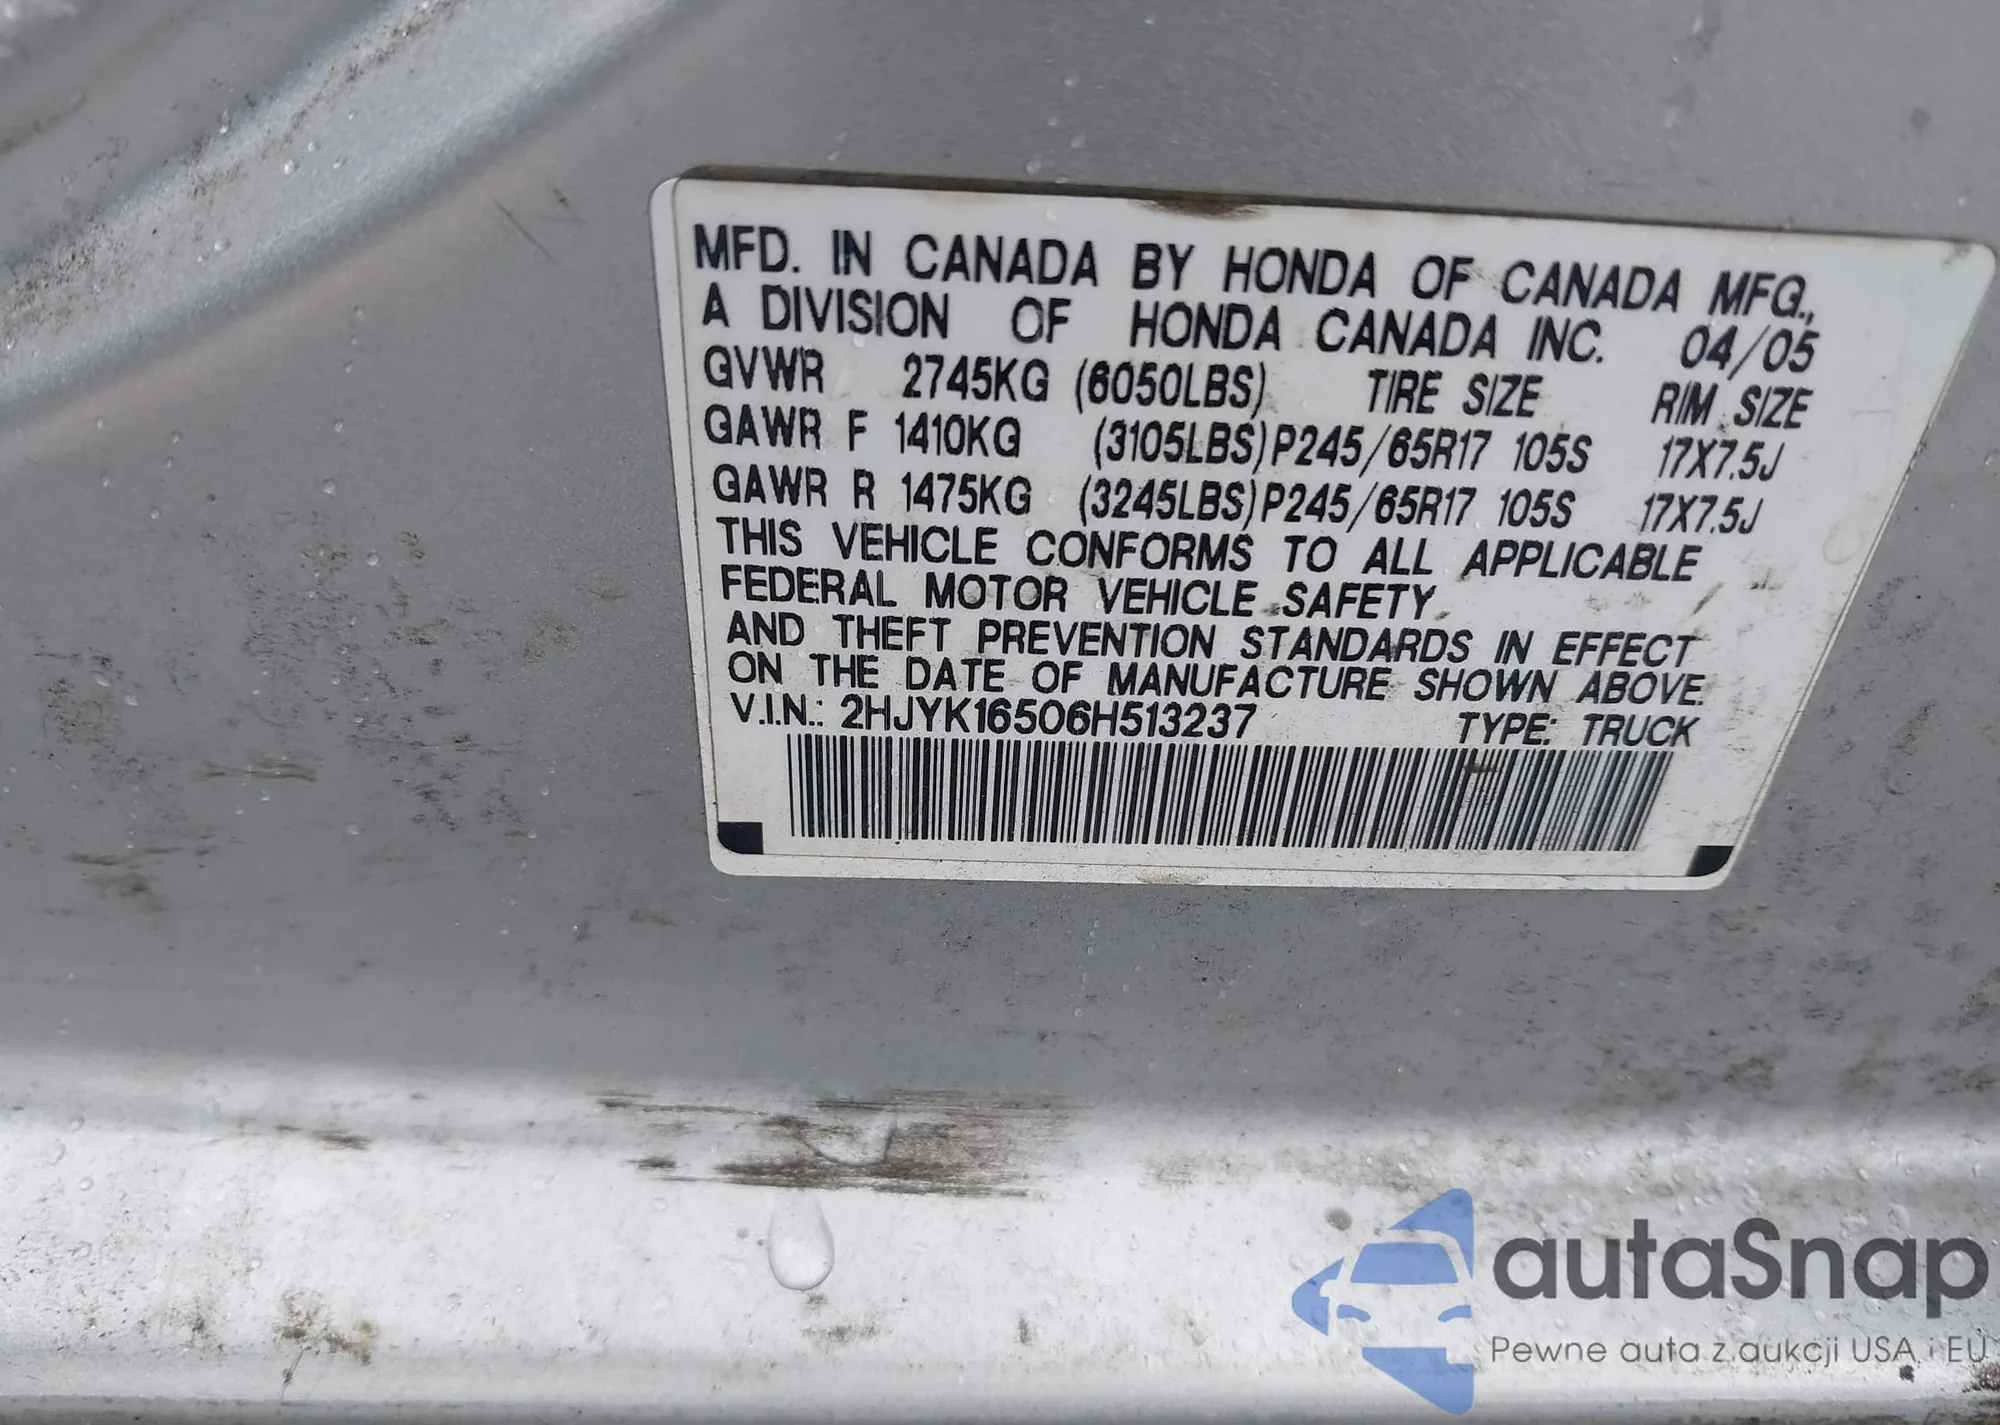 MFD. IN CANADA BY HONDA OF CANADA MFG.,
A DIVISION OF HONDA CANADA INC. 04/05
GVWR 2745KG (6050LBS) TIRE SIZE RIM SIZE
GAWR F 1410KG (3105LBS) P245/65R17 105S 17X7.5J
GAWR R 1475KG (3245LBS) P245/65R17 105S 17X7.5J
THIS VEHICLE CONFORMS TO ALL APPLICABLE
FEDERAL MOTOR VEHICLE SAFETY
AND THEFT PREVENTION STANDARDS IN EFFECT
ON THE DATE OF MANUFACTURE SHOWN ABOVE.
V.I.N.: 2HJYK16506H513237 TYPE: TRUCK
autaSnap
Pewne auta z aukcji USA i EU